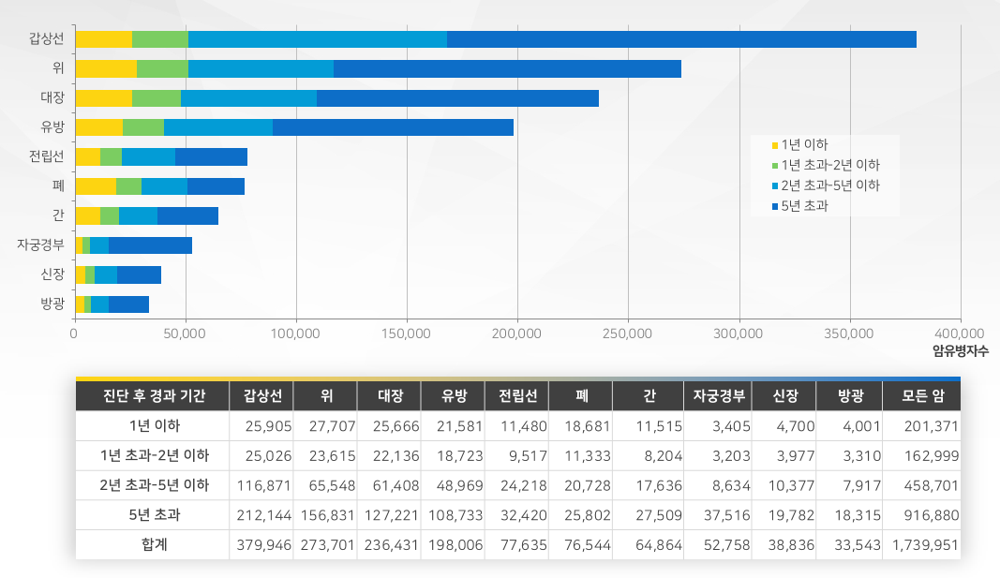 갑상선
위
대장
유방
전립선
폐
간
자궁경부
신장
방광
1년 이하
1년 초과-2년 이하
2년 초과-5년 이하
5년 초과
0 50,000 100,000 150,000 200,000 250,000 300,000 350,000 400,000
암유병자수
진단 후 경과 기간 갑상선 위 대장 유방 전립선 폐 간 자궁경부 신장 방광 모든 암
1년 이하 25,905 27,707 25,666 21,581 11,480 18,681 11,515 3,405 4,700 4,001 201,371
1년 초과-2년 이하 25,026 23,615 22,136 18,723 9,517 11,333 8,204 3,203 3,977 3,310 162,999
2년 초과-5년 이하 116,871 65,548 61,408 48,969 24,218 20,728 17,636 8,634 10,377 7,917 458,701
5년 초과 212,144 156,831 127,221 108,733 32,420 25,802 27,509 37,516 19,782 18,315 916,880
합계 379,946 273,701 236,431 198,006 77,635 76,544 64,864 52,758 38,836 33,543 1,739,951